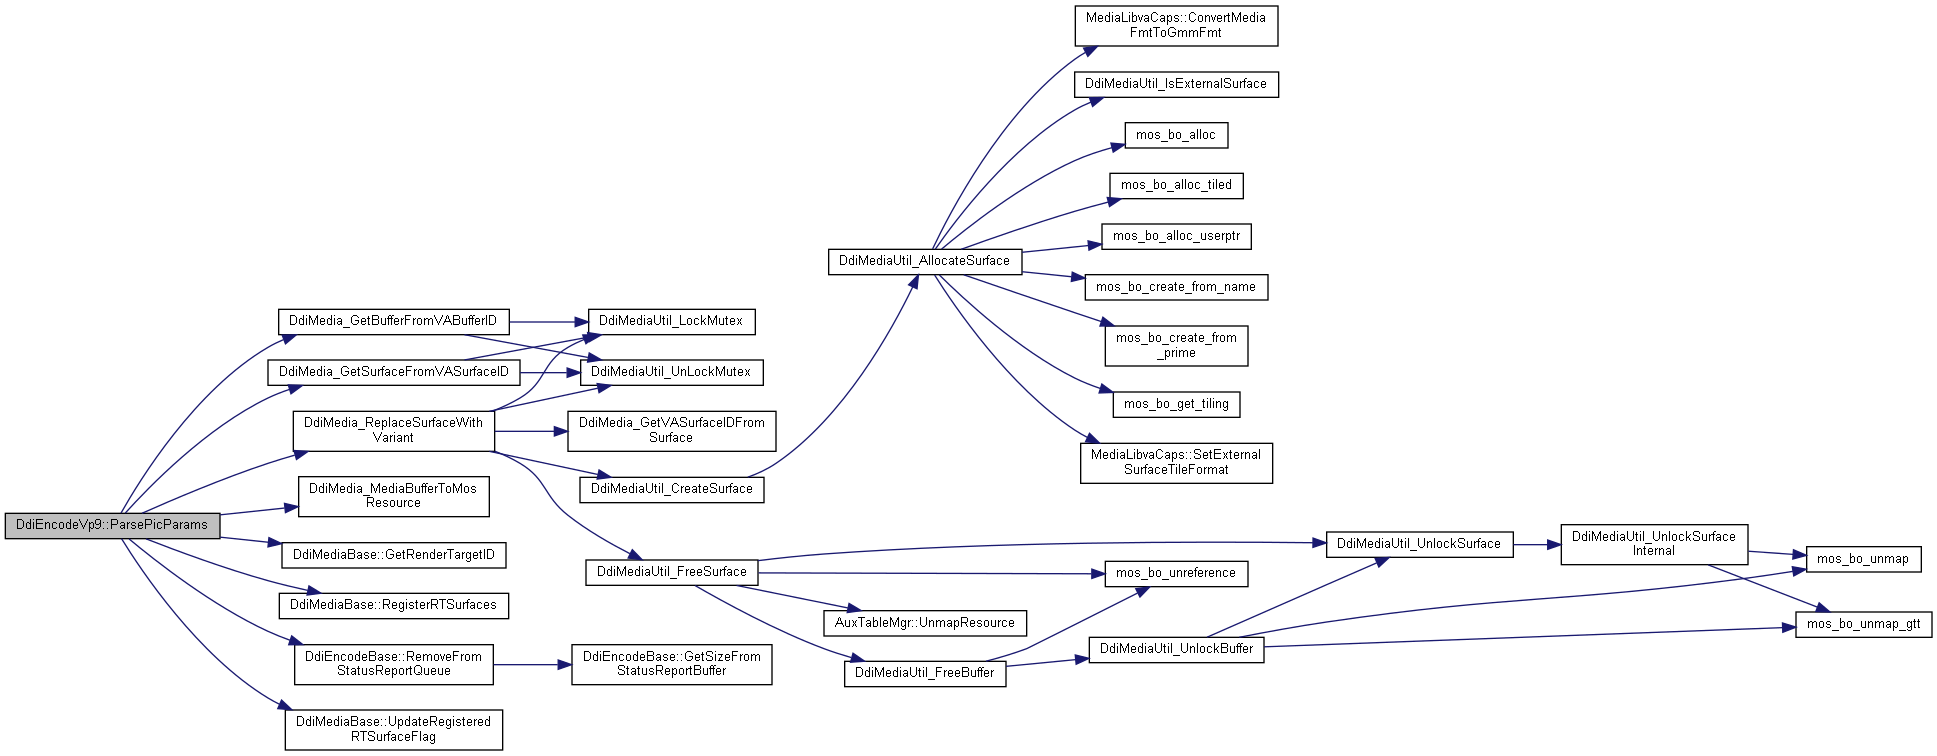 DdiEncodeVp9::ParsePicParams
DdiMedia_GetBufferFromVABufferID
DdiMedia_GetSurfaceFromVASurfaceID
DdiMedia_ReplaceSurfaceWith
Variant
DdiMedia_MediaBufferToMos
Resource
DdiMediaBase::GetRenderTargetID
DdiMediaBase::RegisterRTSurfaces
DdiEncodeBase::RemoveFrom
StatusReportQueue
DdiMediaBase::UpdateRegistered
RTSurfaceFlag
DdiMediaUtil_LockMutex
DdiMediaUtil_UnLockMutex
DdiMedia_GetVASurfaceIDFrom
Surface
DdiMediaUtil_CreateSurface
DdiMediaUtil_FreeSurface
DdiEncodeBase::GetSizeFrom
StatusReportBuffer
DdiMediaUtil_AllocateSurface
AuxTableMgr::UnmapResource
DdiMediaUtil_FreeBuffer
MediaLibvaCaps::ConvertMedia
FmtToGmmFmt
DdiMediaUtil_IsExternalSurface
mos_bo_alloc
mos_bo_alloc_tiled
mos_bo_alloc_userptr
mos_bo_create_from_name
mos_bo_create_from
_prime
mos_bo_get_tiling
MediaLibvaCaps::SetExternal
SurfaceTileFormat
mos_bo_unreference
DdiMediaUtil_UnlockBuffer
DdiMediaUtil_UnlockSurface
DdiMediaUtil_UnlockSurface
Internal
mos_bo_unmap
mos_bo_unmap_gtt